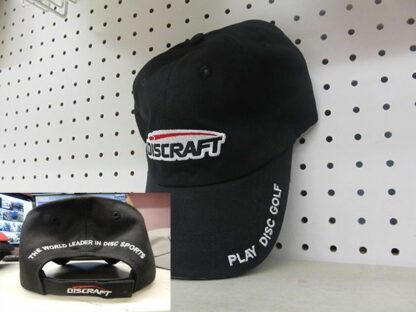 DISCRAFT
PLAY DISC GOLF
THE WORLD LEADER IN DISC SPORTS
DISCRAFT